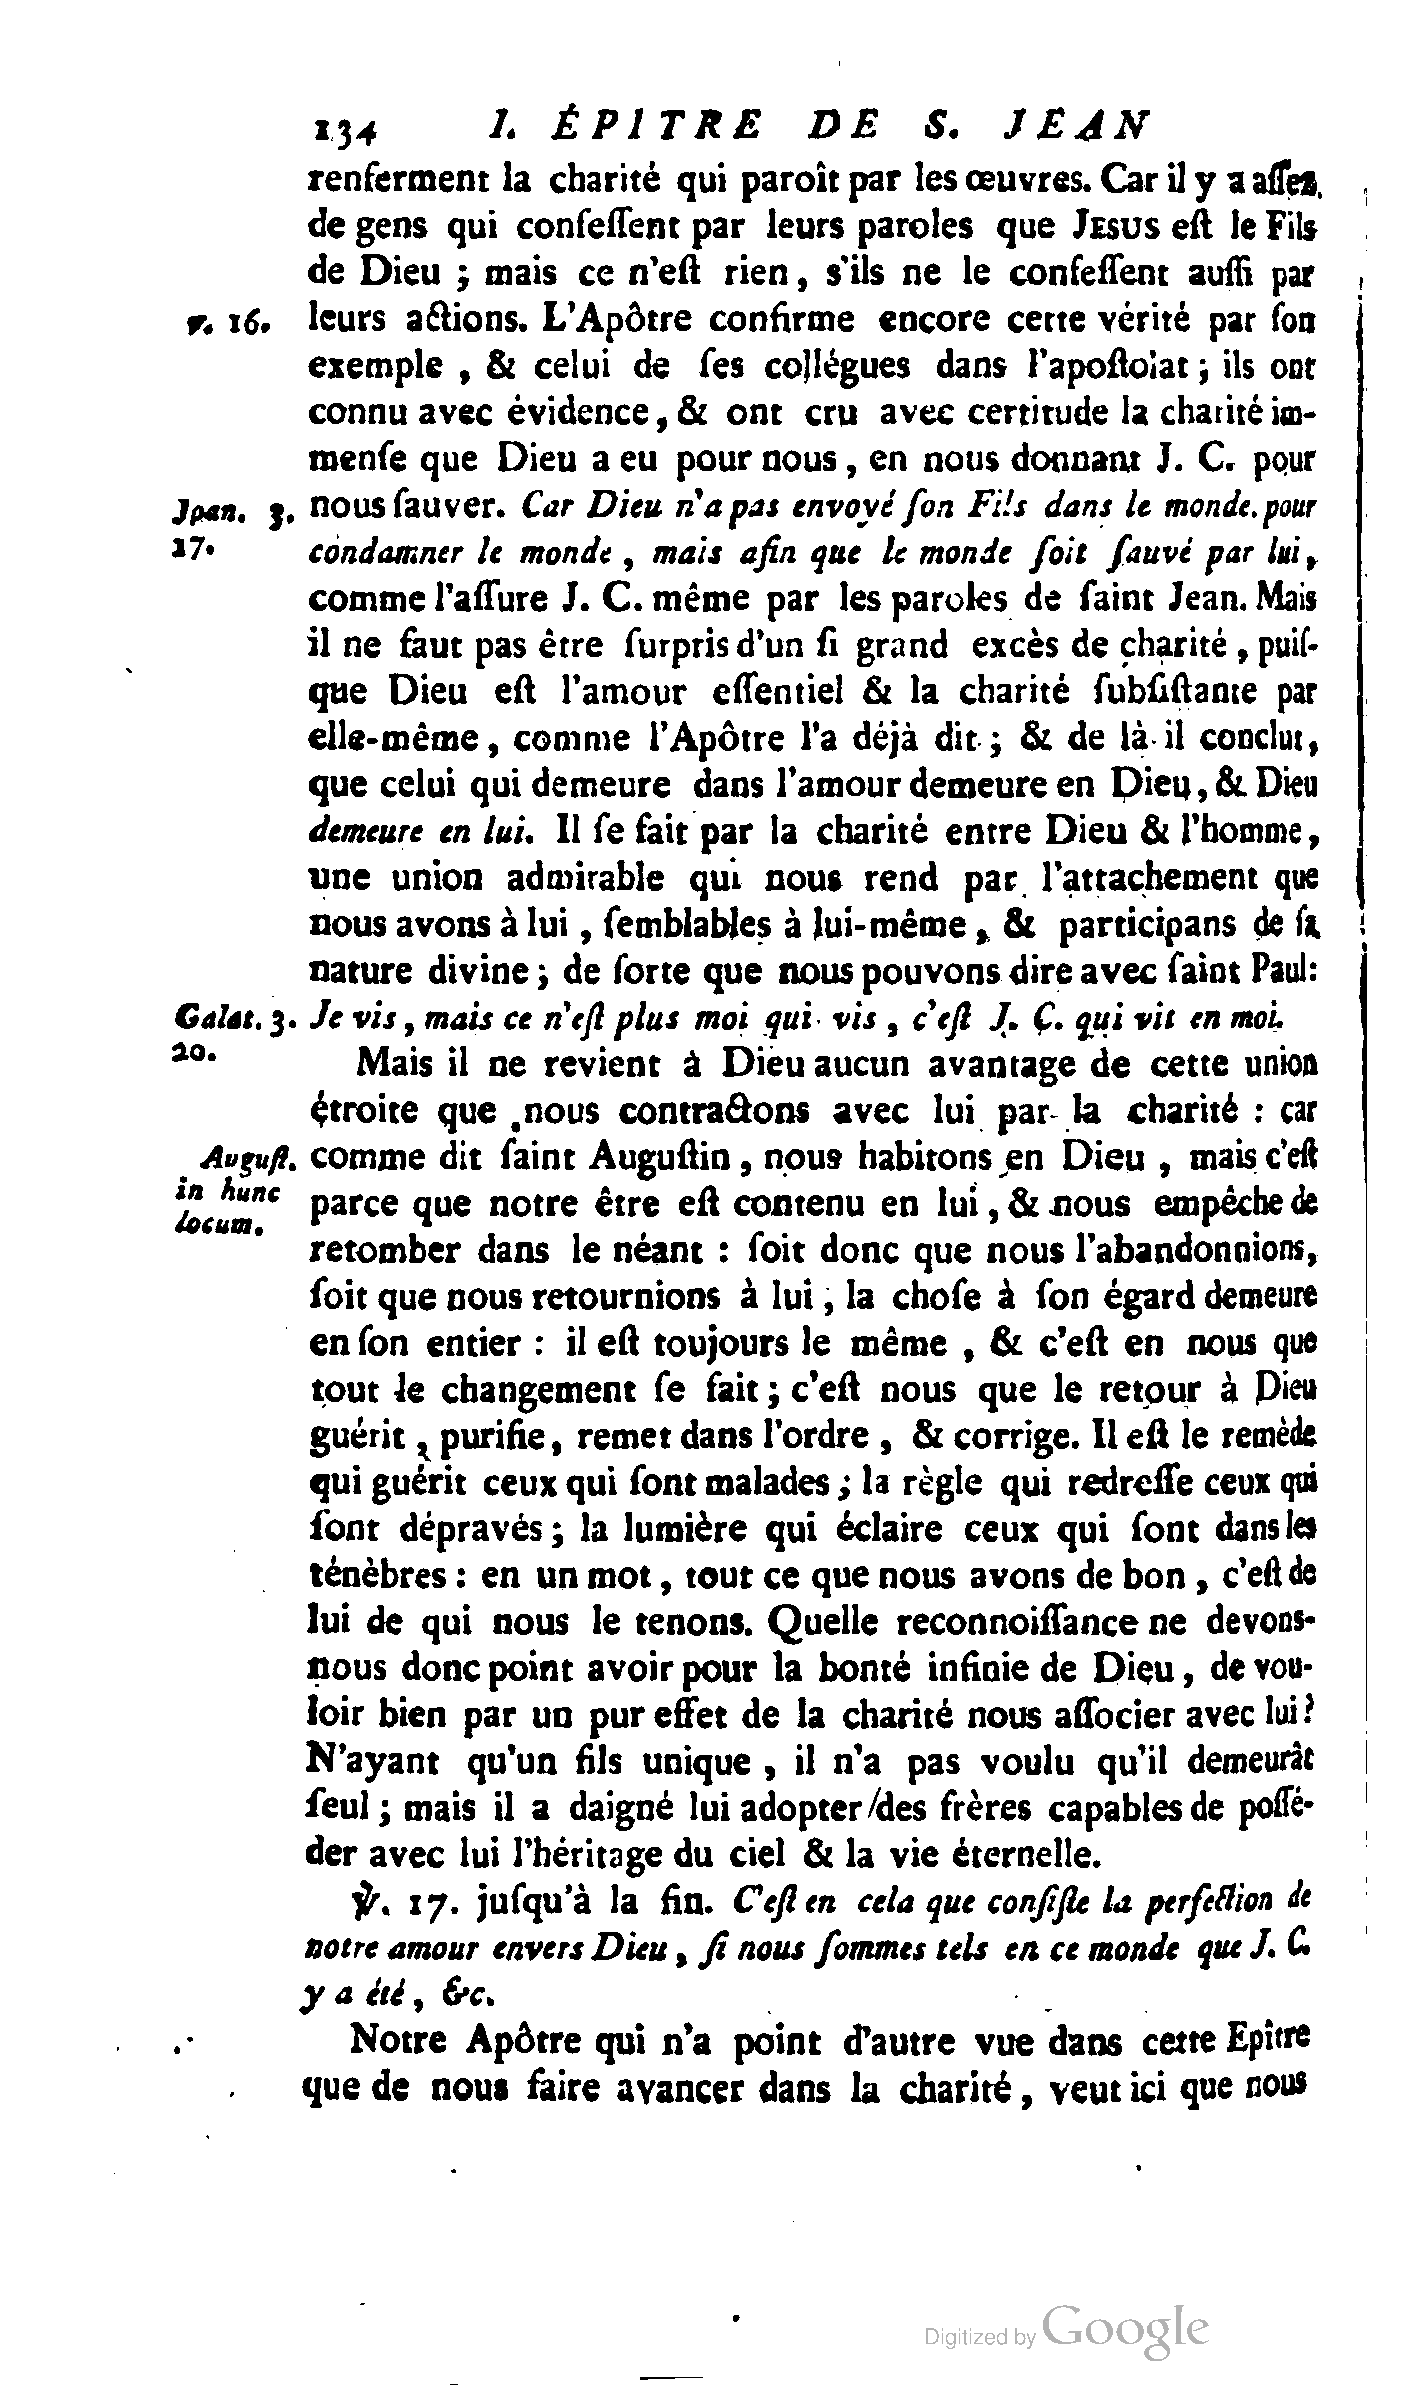 134 I. ÉPITRE DE S. JEAN
renferment la charité qui paroît par les œuvres. Car il y a assez
de gens qui confeſſent par leurs paroles que JESUS eſt le Fils
de Dieu ; mais ce n'eſt rien, s'ils ne le confeſſent auſſi par
v. 16. leurs actions. L'Apôtre confirme encore cette vérité par ſon
exemple , & celui de ſes collégues dans l'apoſtolat ; ils ont
connu avec évidence, & ont cru avec certitude la charité im-
menſe que Dieu a eu pour nous, en nous donnant J. C. pour
Joan. 3. nous ſauver. Car Dieu n'a pas envoyé ſon Fils dans le monde pour
17. condamner le monde , mais afin que le monde ſoit ſauvé par lui,
comme l'aſſure J. C. même par les paroles de ſaint Jean. Mais
il ne faut pas être ſurpris d'un ſi grand excès de charité , puiſ-
que Dieu eſt l'amour eſſentiel & la charité ſubſiſtante par
elle-même, comme l'Apôtre l'a déjà dit ; & de là il conclut,
que celui qui demeure dans l'amour demeure en Dieu, & Dieu
demeure en lui. Il ſe fait par la charité entre Dieu & l'homme,
une union admirable qui nous rend par l'attachement que
nous avons à lui , ſemblables à lui-même, & participans de ſa
nature divine ; de ſorte que nous pouvons dire avec ſaint Paul:
Galat. 3. Je vis, mais ce n'eſt plus moi qui vis , c'eſt J. C. qui vit en moi.
20. Mais il ne revient à Dieu aucun avantage de cette union
étroite que nous contractons avec lui par la charité : car
Auguſt. comme dit ſaint Auguſtin , nous habitons en Dieu , mais c'eſt
in hunc parce que notre être eſt contenu en lui, & nous empêche de
locum. retomber dans le néant : ſoit donc que nous l'abandonnions,
ſoit que nous retournions à lui , la choſe à ſon égard demeure
en ſon entier : il eſt toujours le même , & c'eſt en nous que
tout le changement ſe fait ; c'eſt nous que le retour à Dieu
guérit, purifie, remet dans l'ordre , & corrige. Il eſt le remède
qui guérit ceux qui ſont malades ; la règle qui redreſſe ceux qui
ſont dépravés ; la lumière qui éclaire ceux qui ſont dans les
ténèbres : en un mot, tout ce que nous avons de bon , c'eſt de
lui de qui nous le tenons. Quelle reconnoiſſance ne devons-
nous donc point avoir pour la bonté infinie de Dieu, de vou-
loir bien par un pur effet de la charité nous aſſocier avec lui ?
N'ayant qu'un fils unique , il n'a pas voulu qu'il demeurât
ſeul ; mais il a daigné lui adopter des frères capables de poſſé-
der avec lui l'héritage du ciel & la vie éternelle.
℣. 17. juſqu'à la fin. C'eſt en cela que conſiſte la perfection de
notre amour envers Dieu, ſi nous ſommes tels en ce monde que J. C.
y a été, &c.
Notre Apôtre qui n'a point d'autre vue dans cette Epître
que de nous faire avancer dans la charité, veut ici que nous
Digitized by Google